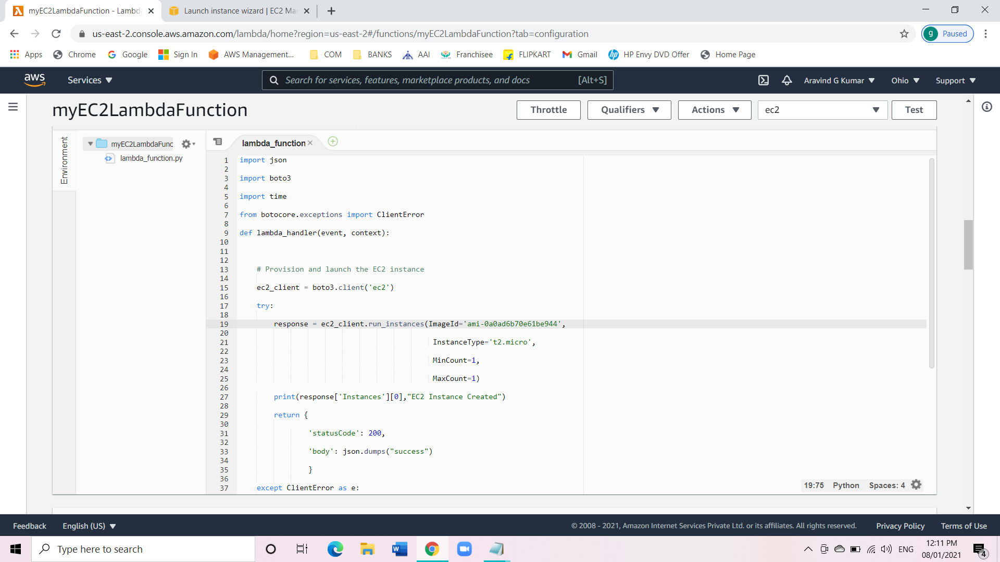 myEC2LambdaFunction - Lambd
Launch instance wizard | EC2 Ma
us-east-2.console.aws.amazon.com/lambda/home?region=us-east-2#/functions/myEC2LambdaFunction?tab=configuration
g Paused
Apps Chrome Google Sign In AWS Management... COM BANKS AAI Franchisee FLIPKART Gmail HP Envy DVD Offer Home Page
aws Services Search for services, features, marketplace products, and docs [Alt+S] Aravind G Kumar Ohio Support
myEC2LambdaFunction
Throttle Qualifiers Actions ec2 Test
Environment
myEC2LambdaFunc
lambda_function.py
lambda_function
1 import json
2
3 import boto3
4
5 import time
6
7 from botocore.exceptions import ClientError
8
9 def lambda_handler(event, context):
10
11
12
13 # Provision and launch the EC2 instance
14
15 ec2_client = boto3.client('ec2')
16
17 try:
18
19 response = ec2_client.run_instances(ImageId='ami-0a0ad6b70e61be944',
20
21 InstanceType='t2.micro',
22
23 MinCount=1,
24
25 MaxCount=1)
26
27 print(response['Instances'][0],"EC2 Instance Created")
28
29 return {
30
31 'statusCode': 200,
32
33 'body': json.dumps("success")
34
35 }
36
37 except ClientError as e:
19:75 Python Spaces: 4
Feedback English (US) © 2008 - 2021, Amazon Internet Services Private Ltd. or its affiliates. All rights reserved. Privacy Policy Terms of Use
Type here to search
ENG
12:11 PM
08/01/2021
4